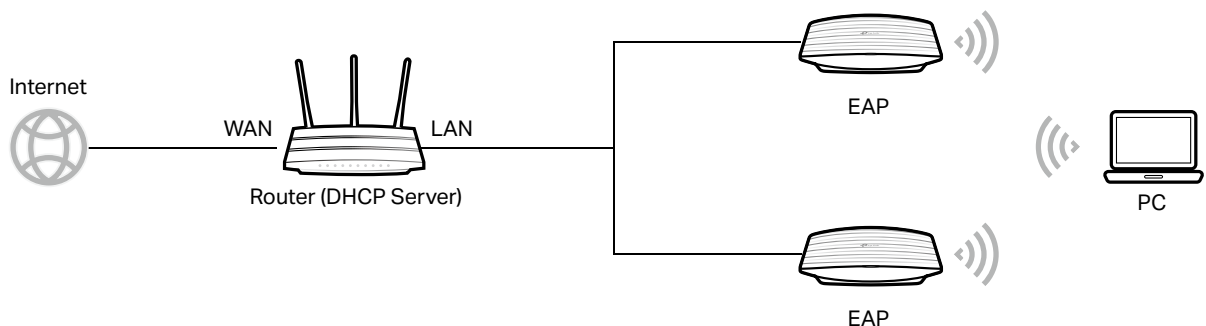 Internet
WAN
LAN
Router (DHCP Server)
EAP
PC
EAP